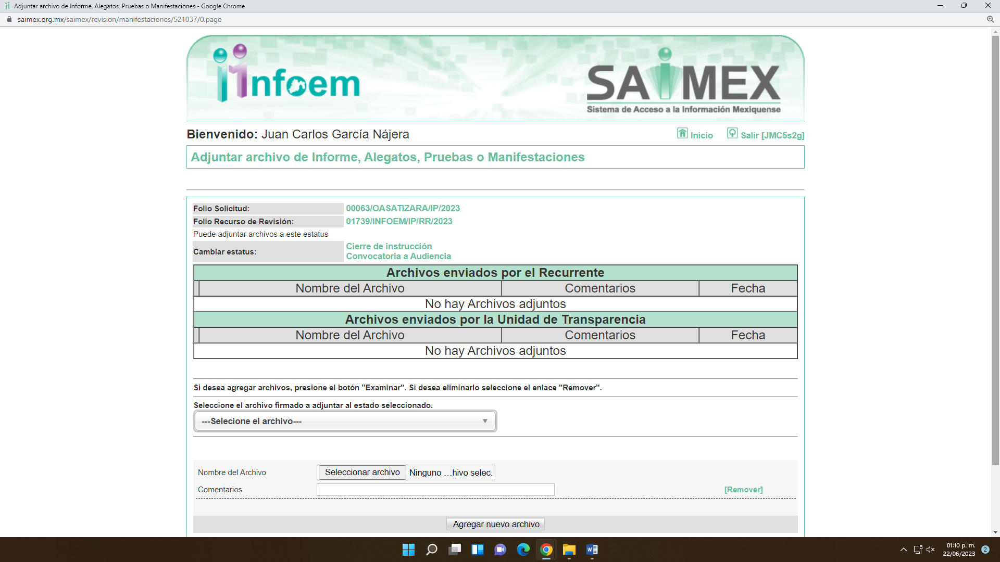 Adjuntar archivo de Informe, Alegatos, Pruebas o Manifestaciones - Google Chrome
saimex.org.mx/saimex/revision/manifestaciones/521037/0.page
infoem
SAIMEX
Sistema de Acceso a la Información Mexiquense
Bienvenido: Juan Carlos García Nájera
Inicio
Salir [JMC5s2g]
Adjuntar archivo de Informe, Alegatos, Pruebas o Manifestaciones
Folio Solicitud: 00063/OASATIZARA/IP/2023
Folio Recurso de Revisión: 01739/INFOEM/IP/RR/2023
Puede adjuntar archivos a este estatus
Cambiar estatus: Cierre de instrucción
Convocatoria a Audiencia
Archivos enviados por el Recurrente
Nombre del Archivo Comentarios Fecha
No hay Archivos adjuntos
Archivos enviados por la Unidad de Transparencia
Nombre del Archivo Comentarios Fecha
No hay Archivos adjuntos
Si desea agregar archivos, presione el botón "Examinar". Si desea eliminarlo seleccione el enlace "Remover".
Seleccione el archivo firmado a adjuntar al estado seleccionado.
---Selecione el archivo---
Nombre del Archivo Seleccionar archivo Ninguno ...hivo selec.
Comentarios [Remover]
Agregar nuevo archivo
01:10 p. m.
22/06/2023
2